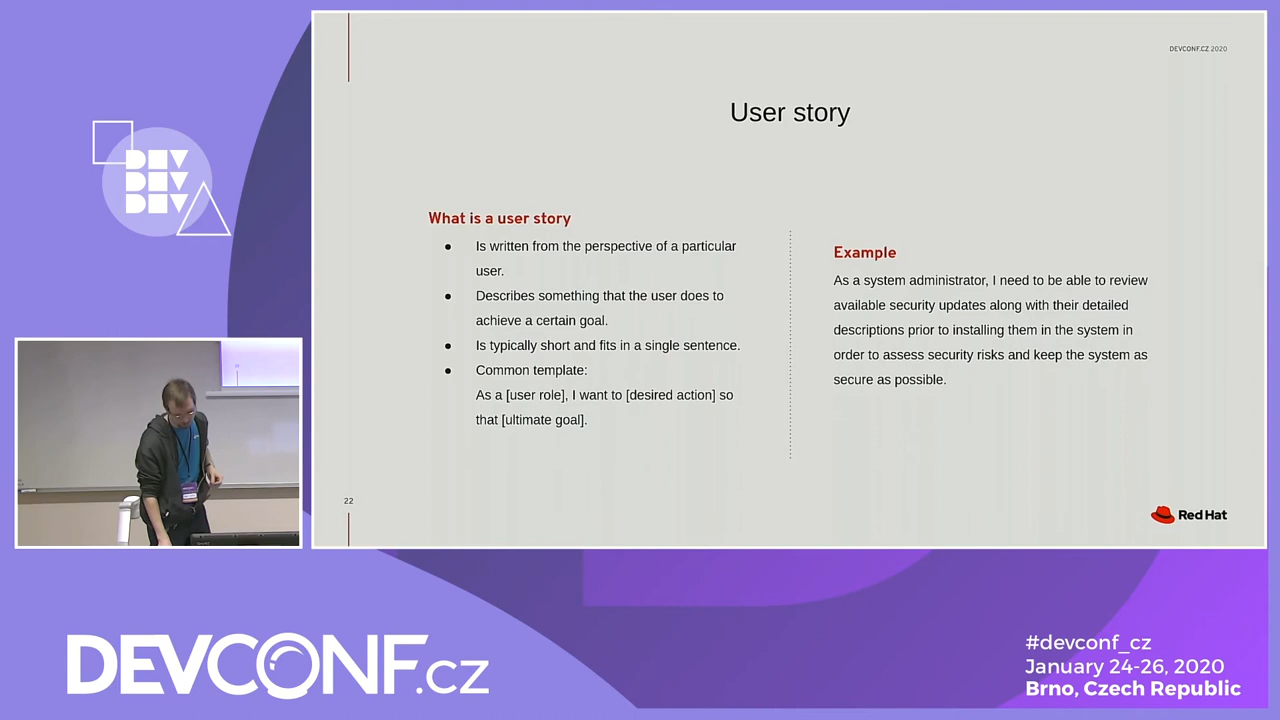 DEVCONF.CZ 2020
User story
What is a user story
● Is written from the perspective of a particular
user.
● Describes something that the user does to
achieve a certain goal.
● Is typically short and fits in a single sentence.
● Common template:
As a [user role], I want to [desired action] so
that [ultimate goal].
Example
As a system administrator, I need to be able to review
available security updates along with their detailed
descriptions prior to installing them in the system in
order to assess security risks and keep the system as
secure as possible.
22
Red Hat
DEV
DEV
DEV
DEVCONF.cz
#devconf_cz
January 24-26, 2020
Brno, Czech Republic